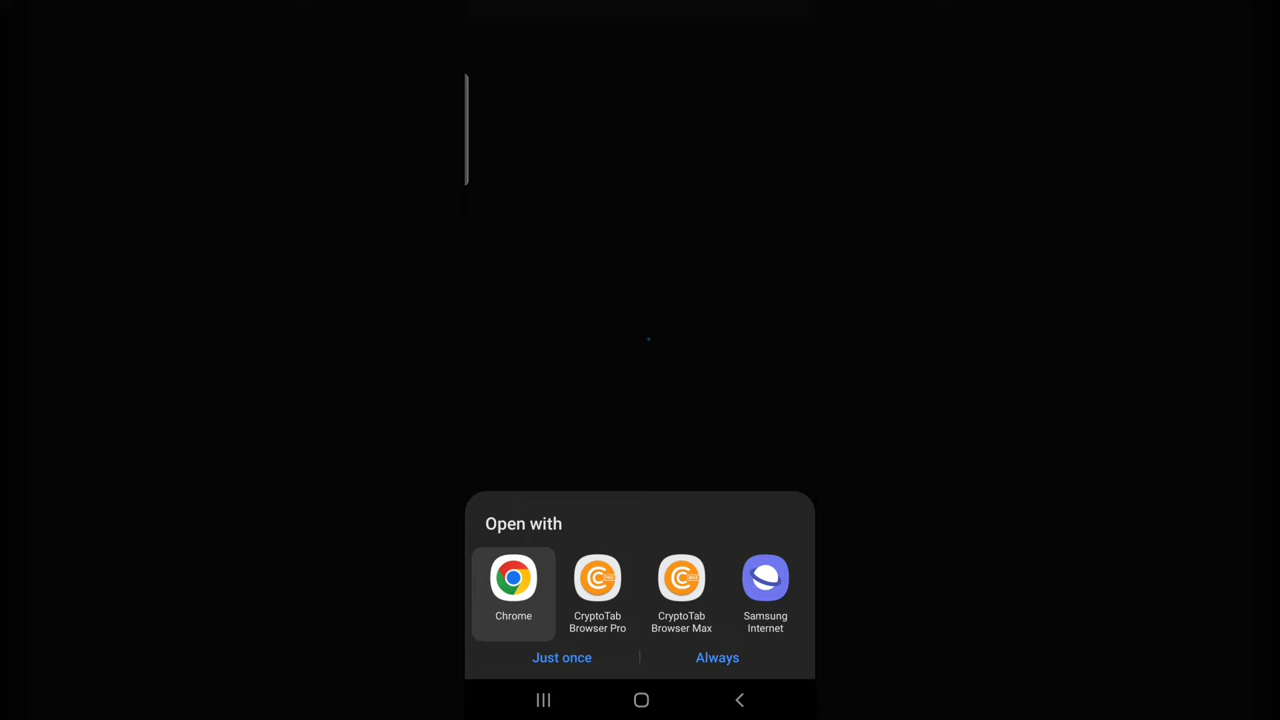 Open with
Chrome
CryptoTab
Browser Pro
CryptoTab
Browser Max
Samsung
Internet
Just once
Always